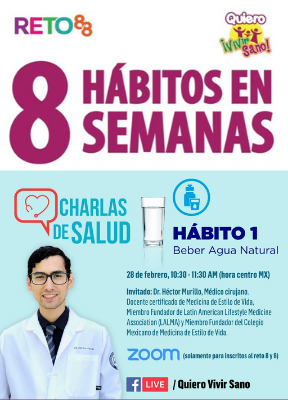 RETO88
Quiero
¡Vivir
Sano!
8 HÁBITOS EN
SEMANAS
CHARLAS
DE SALUD
HÁBITO 1
Beber Agua Natural
28 de febrero, 10:30 - 11:30 AM (hora centro MX)
Invitado: Dr. Héctor Murillo, Médico cirujano.
Docente certificado de Medicina de Estilo de Vida,
Miembro Fundador de Latin American Lifestyle Medicine
Association (LALMA) y Miembro Fundador del Colegio
Mexicano de Medicina de Estilo de Vida.
zoom (solamente para inscritos al reto 8 y 8)
f LIVE / Quiero Vivir Sano